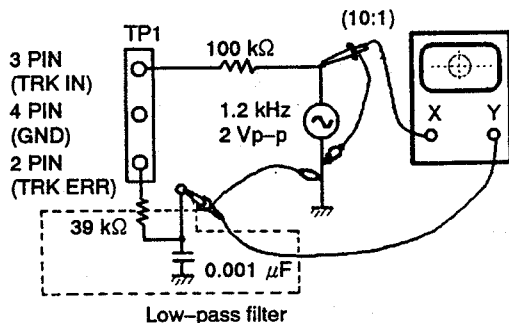 (10:1)
TP1
100 kΩ
3 PIN
(TRK IN)
4 PIN
(GND)
2 PIN
(TRK ERR)
1.2 kHz
2 Vp–p
X
Y
39 kΩ
0.001 µF
Low–pass filter